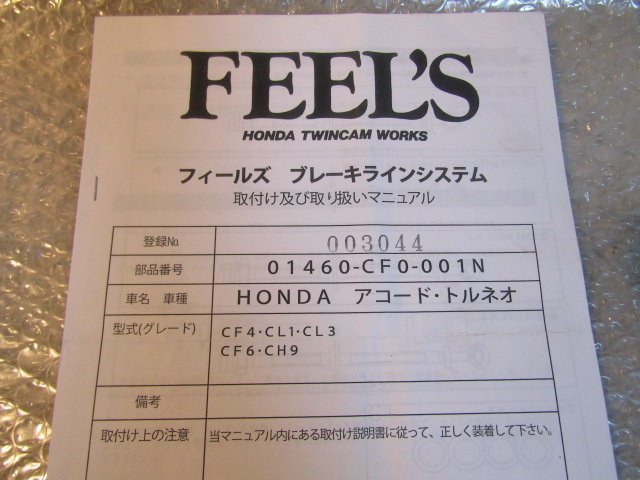 FEEL'S
HONDA TWINCAM WORKS
フィールズ ブレーキラインシステム
取付け及び取り扱いマニュアル
登録№ 003044
部品番号 01460-CF0-001N
車名 車種 HONDA アコード・トルネオ
型式(グレード) CF4・CL1・CL3
CF6・CH9
備考
取付け上の注意 当マニュアル内にある取付け説明書に従って、正しく装着して下さい。